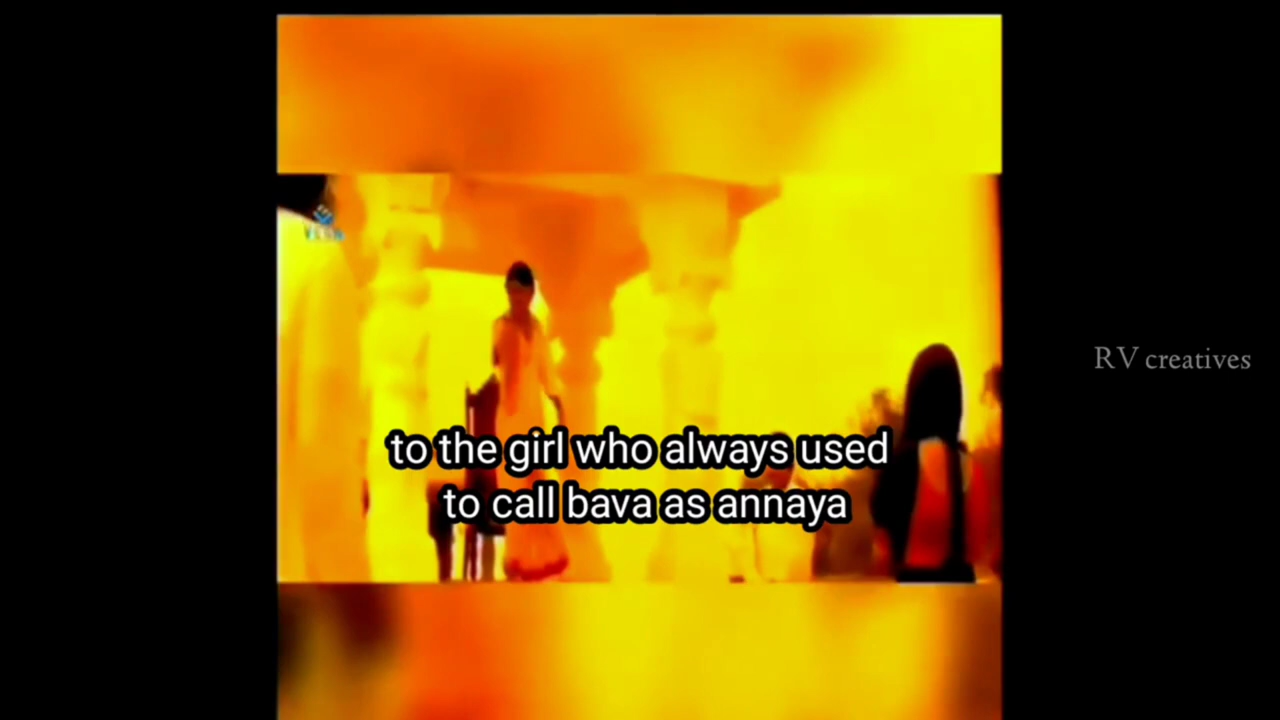 to the girl who always used
to call bava as annaya
RV creatives